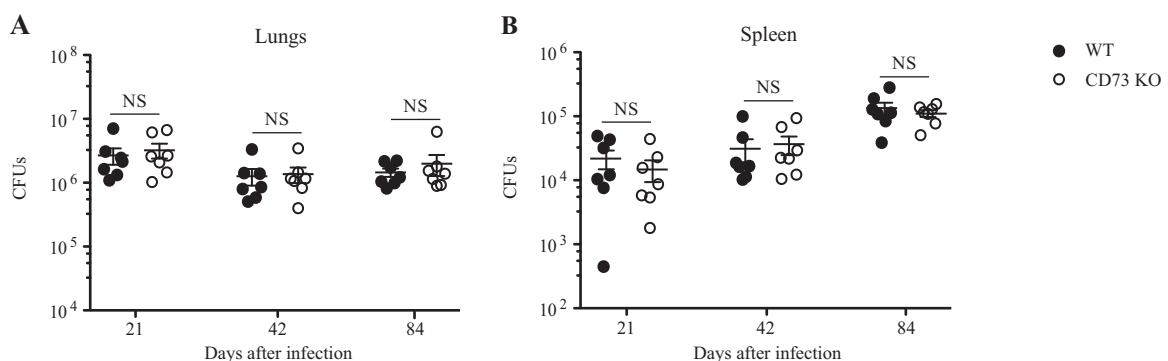 A
Lungs
CFUs
10^8
10^7
10^6
10^5
10^4
NS
NS
NS
21
42
84
Days after infection
B
Spleen
CFUs
10^6
10^5
10^4
10^3
10^2
NS
NS
NS
21
42
84
Days after infection
WT
CD73 KO